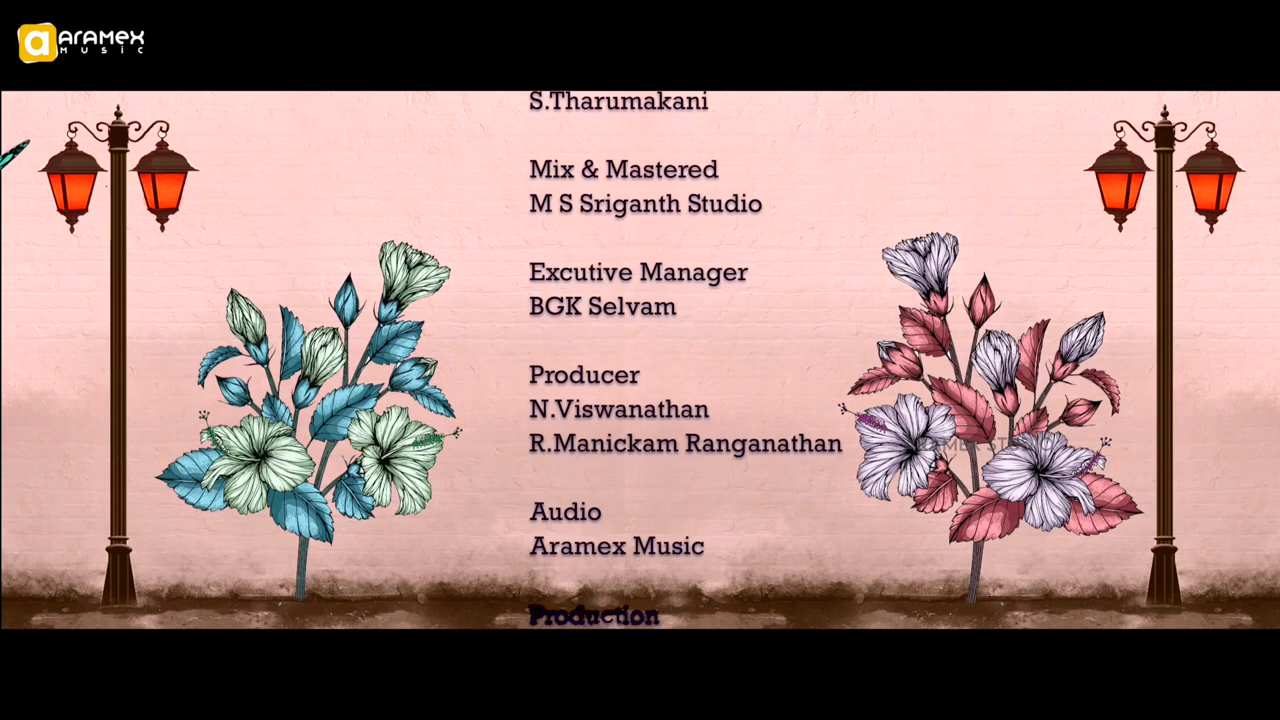 aramex
music
S.Tharumakani
Mix & Mastered
M S Sriganth Studio
Excutive Manager
BGK Selvam
Producer
N.Viswanathan
R.Manickam Ranganathan
Audio
Aramex Music
Production